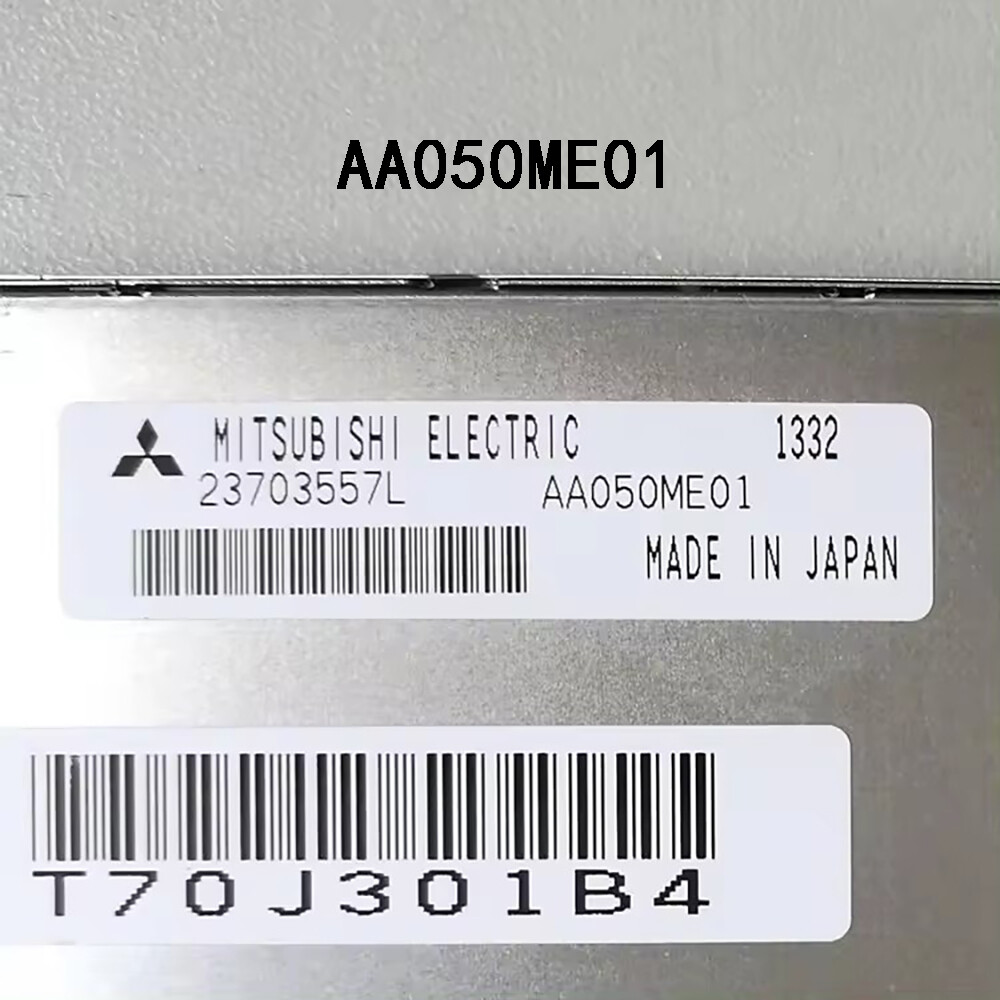 AA050ME01
MITSUBISHI ELECTRIC 1332
23703557L AA050ME01
MADE IN JAPAN
T70J301B4